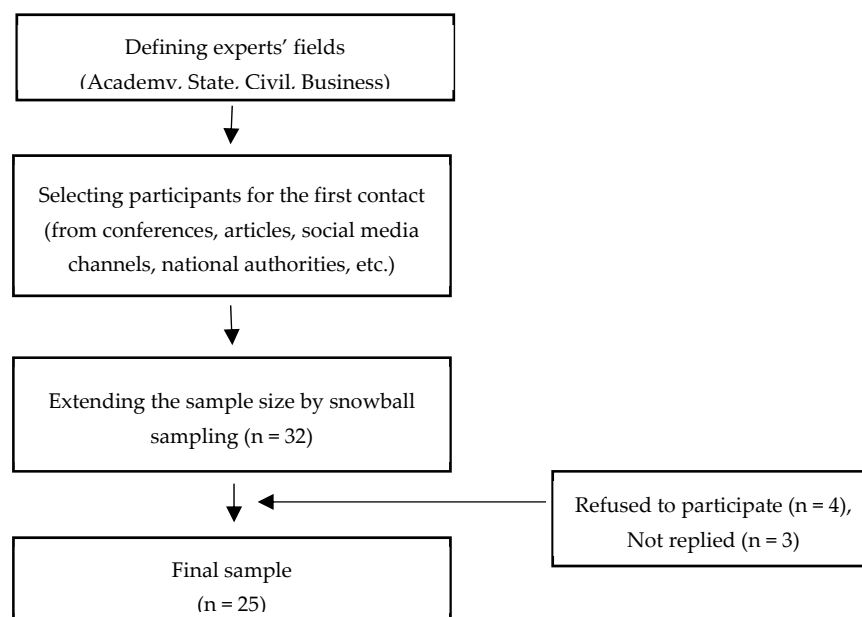 Defining experts’ fields
(Academy, State, Civil, Business)
Selecting participants for the first contact
(from conferences, articles, social media
channels, national authorities, etc.)
Extending the sample size by snowball
sampling (n = 32)
Refused to participate (n = 4),
Not replied (n = 3)
Final sample
(n = 25)